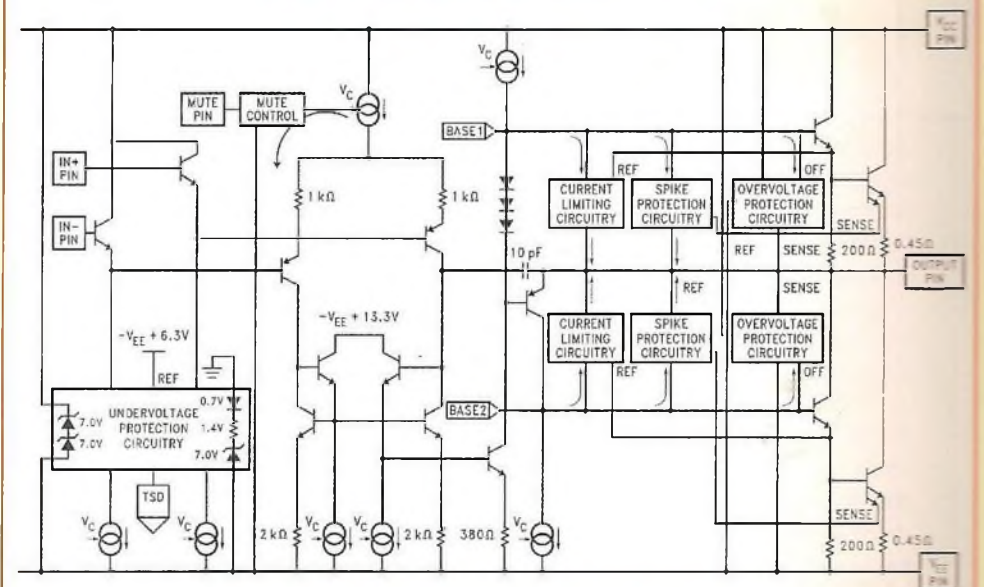 VCC
PIN
VC
VC
MUTE
PIN
MUTE
CONTROL
BASE1
REF
OFF
IN+
PIN
1 kΩ
1 kΩ
CURRENT
LIMITING
CIRCUITRY
SPIKE
PROTECTION
CIRCUITRY
OVERVOLTAGE
PROTECTION
CIRCUITRY
IN-
PIN
SENSE
10 pF
REF
SENSE
200Ω
0.45Ω
OUTPUT
PIN
REF
SENSE
-VEE + 6.3V
-VEE + 13.3V
CURRENT
LIMITING
CIRCUITRY
SPIKE
PROTECTION
CIRCUITRY
OVERVOLTAGE
PROTECTION
CIRCUITRY
REF
REF
OFF
0.7V
BASE2
7.0V
7.0V
UNDERVOLTAGE
PROTECTION
CIRCUITRY
1.4V
7.0V
TSD
SENSE
VC
VC
2 kΩ
VC
VC
2 kΩ
380Ω
VC
200Ω
0.45Ω
VEE
PIN